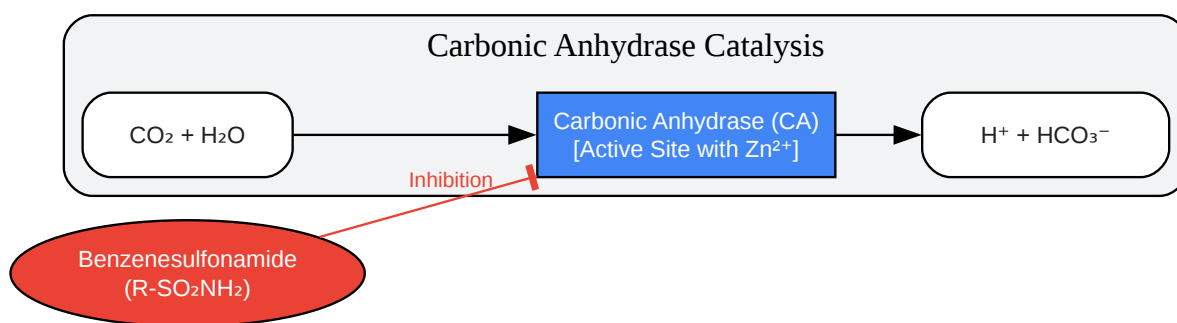 Carbonic Anhydrase Catalysis
CO₂ + H₂O
Carbonic Anhydrase (CA)
[Active Site with Zn²⁺]
H⁺ + HCO₃⁻
Inhibition
Benzenesulfonamide
(R-SO₂NH₂)